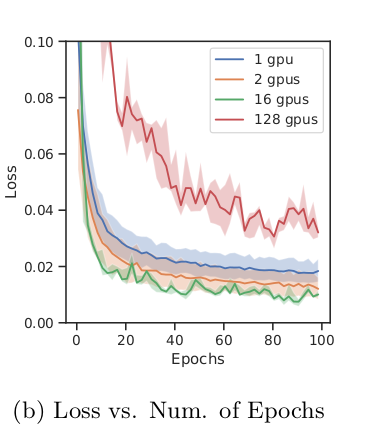 0.10
0.08
0.06
0.04
0.02
0.00
Loss
1 gpu
2 gpus
16 gpus
128 gpus
0 20 40 60 80 100
Epochs
(b) Loss vs. Num. of Epochs